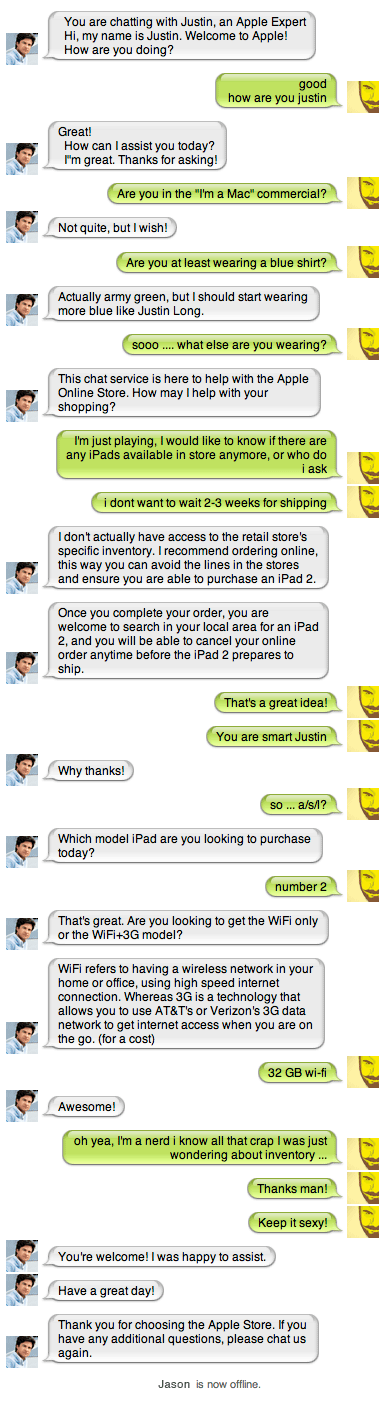 You are chatting with Justin, an Apple Expert
Hi, my name is Justin. Welcome to Apple!
How are you doing?
good
how are you justin
Great!
How can I assist you today?
I"m great. Thanks for asking!
Are you in the "I'm a Mac" commercial?
Not quite, but I wish!
Are you at least wearing a blue shirt?
Actually army green, but I should start wearing
more blue like Justin Long.
sooo .... what else are you wearing?
This chat service is here to help with the Apple
Online Store. How may I help with your
shopping?
I'm just playing, I would like to know if there are
any iPads available in store anymore, or who do
i ask
i dont want to wait 2-3 weeks for shipping
I don't actually have access to the retail store's
specific inventory. I recommend ordering online,
this way you can avoid the lines in the stores
and ensure you are able to purchase an iPad 2.
Once you complete your order, you are
welcome to search in your local area for an iPad
2, and you will be able to cancel your online
order anytime before the iPad 2 prepares to
ship.
That's a great idea!
You are smart Justin
Why thanks!
so ... a/s/l?
Which model iPad are you looking to purchase
today?
number 2
That's great. Are you looking to get the WiFi only
or the WiFi+3G model?
WiFi refers to having a wireless network in your
home or office, using high speed internet
connection. Whereas 3G is a technology that
allows you to use AT&T's or Verizon's 3G data
network to get internet access when you are on
the go. (for a cost)
32 GB wi-fi
Awesome!
oh yea, I'm a nerd i know all that crap I was just
wondering about inventory ...
Thanks man!
Keep it sexy!
You're welcome! I was happy to assist.
Have a great day!
Thank you for choosing the Apple Store. If you
have any additional questions, please chat us
again.
Jason is now offline.